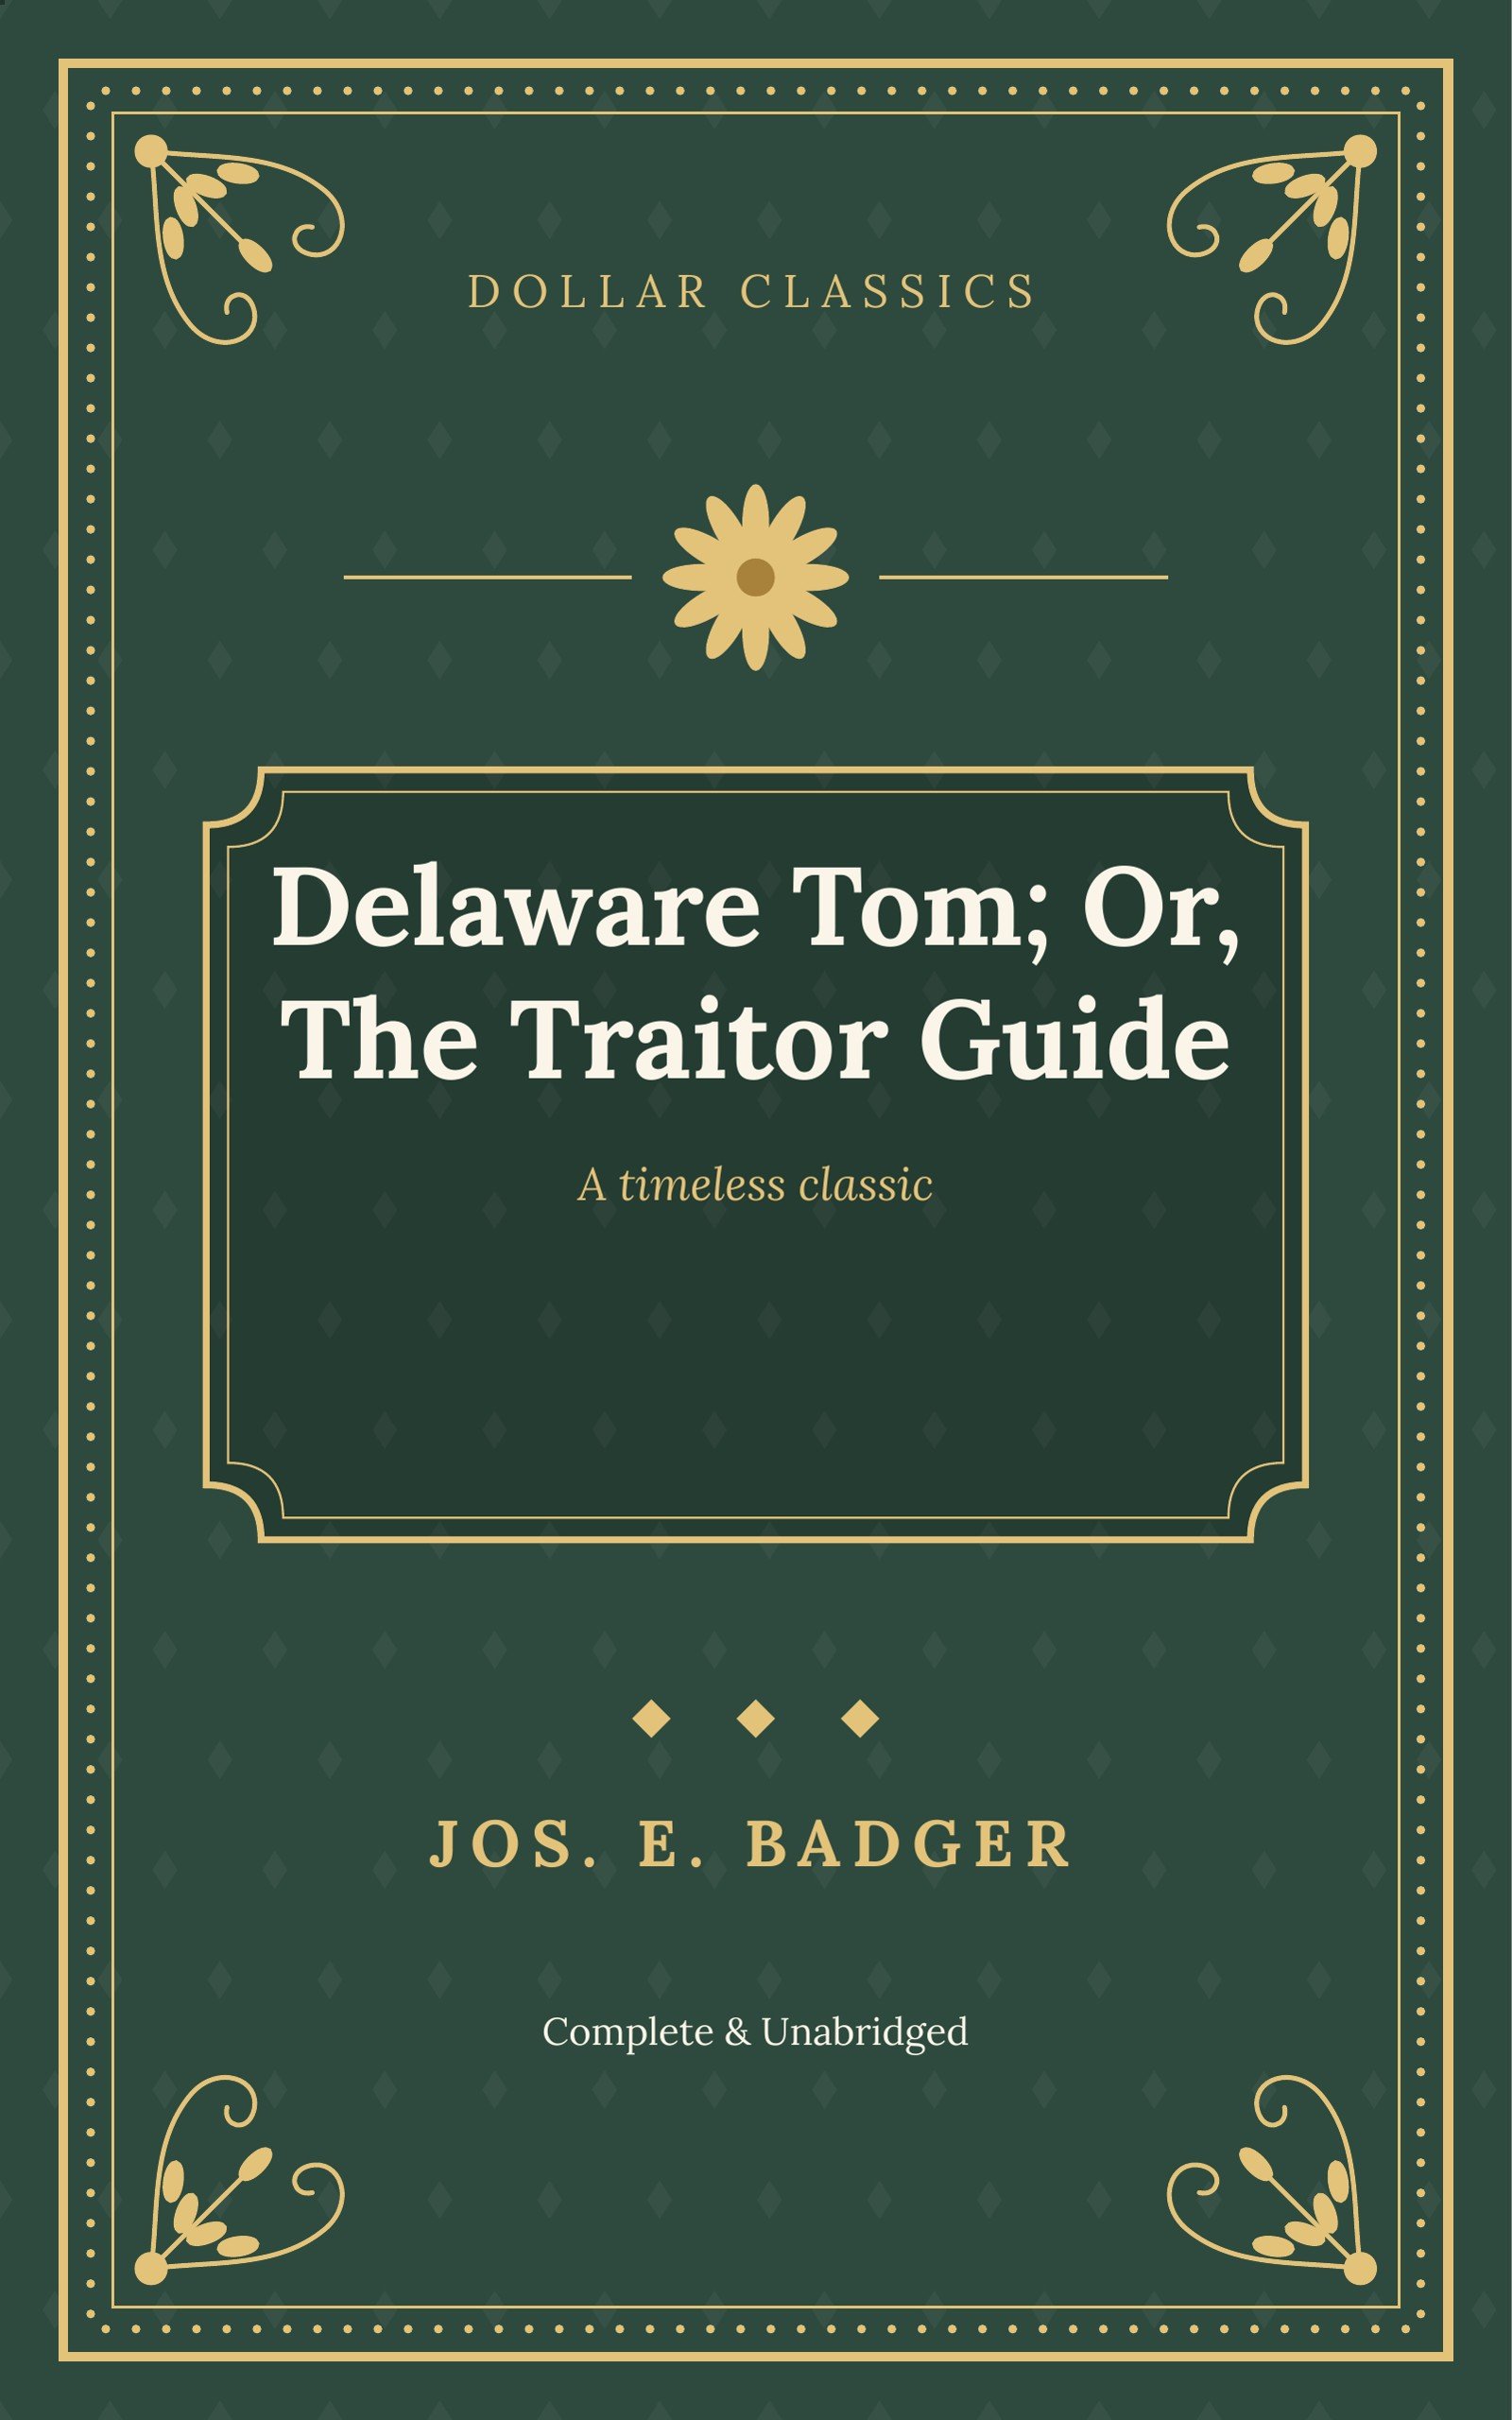 DOLLAR CLASSICS
Delaware Tom; Or,
The Traitor Guide
A timeless classic
JOS. E. BADGER
Complete & Unabridged